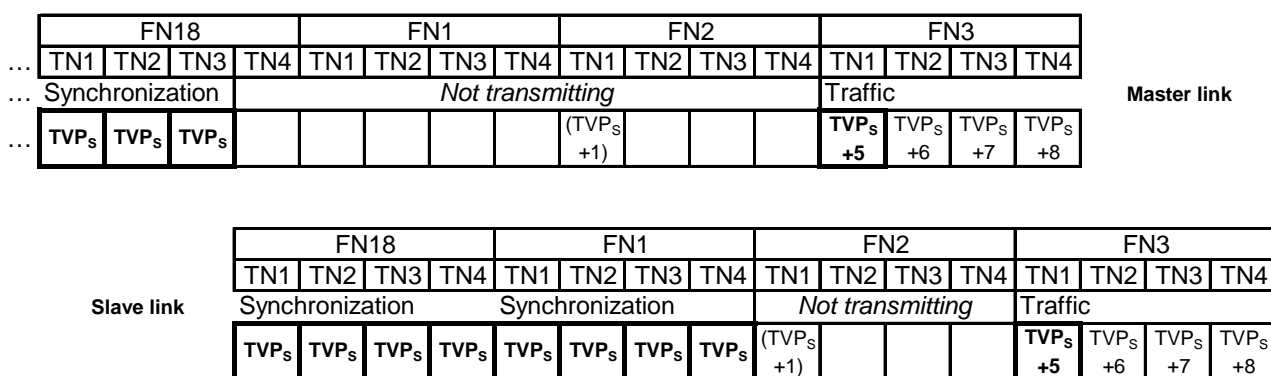 FN18 FN1 FN2 FN3
… TN1 TN2 TN3 TN4 TN1 TN2 TN3 TN4 TN1 TN2 TN3 TN4 TN1 TN2 TN3 TN4
… Synchronization Not transmitting Traffic Master link
… TVPS TVPS TVPS (TVPS +1) TVPS +5 TVPS +6 TVPS +7 TVPS +8
FN18 FN1 FN2 FN3
TN1 TN2 TN3 TN4 TN1 TN2 TN3 TN4 TN1 TN2 TN3 TN4 TN1 TN2 TN3 TN4
Slave link Synchronization Synchronization Not transmitting Traffic
TVPS TVPS TVPS TVPS TVPS TVPS TVPS TVPS (TVPS +1) TVPS +5 TVPS +6 TVPS +7 TVPS +8